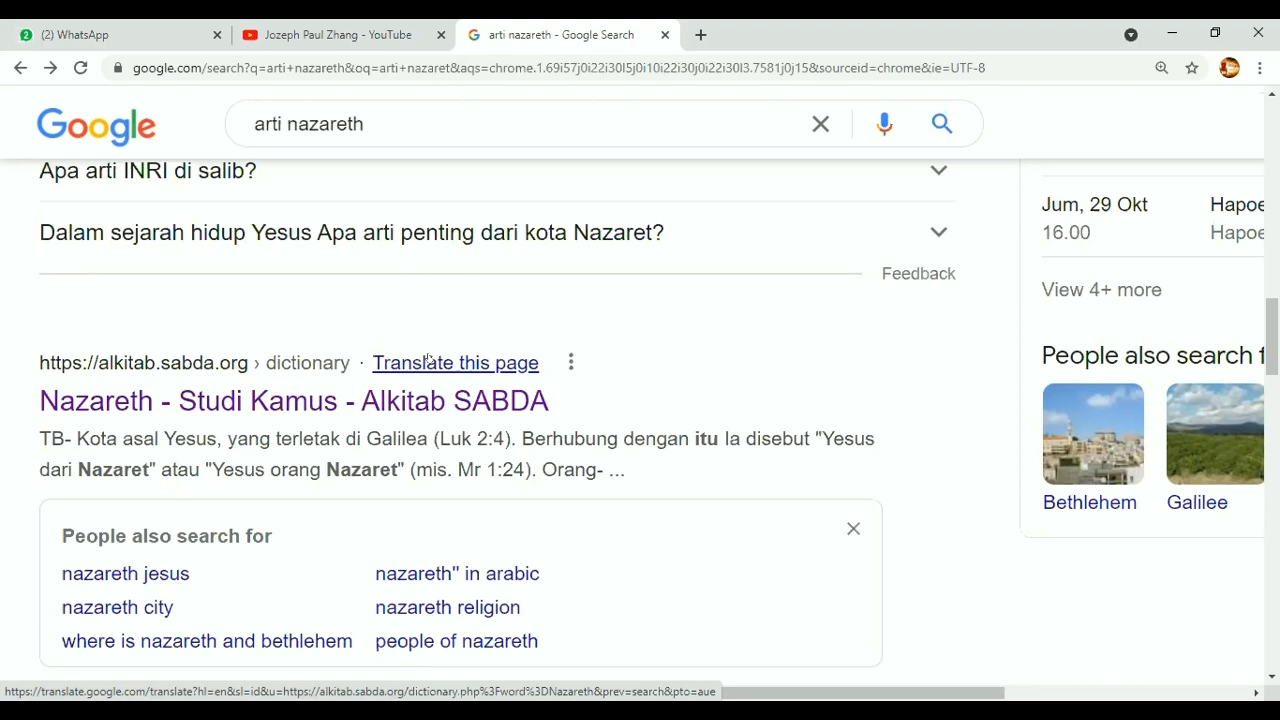 2
(2) WhatsApp
Jozeph Paul Zhang - YouTube
arti nazareth - Google Search
google.com/search?q=arti+nazareth&oq=arti+nazaret&aqs=chrome.1.69i57j0i22i30l5j0i10i22i30j0i22i30l3.7581j0j15&sourceid=chrome&ie=UTF-8
Google
arti nazareth
Apa arti INRI di salib?
Dalam sejarah hidup Yesus Apa arti penting dari kota Nazaret?
Feedback
https://alkitab.sabda.org › dictionary · Translate this page
Nazareth - Studi Kamus - Alkitab SABDA
TB- Kota asal Yesus, yang terletak di Galilea (Luk 2:4). Berhubung dengan itu Ia disebut "Yesus
dari Nazaret" atau "Yesus orang Nazaret" (mis. Mr 1:24). Orang- ...
People also search for
nazareth jesus
nazareth" in arabic
nazareth city
nazareth religion
where is nazareth and bethlehem
people of nazareth
Jum, 29 Okt
Hapoe
16.00
Hapoe
View 4+ more
People also search f
Bethlehem
Galilee
https://translate.google.com/translate?hl=en&sl=id&u=https://alkitab.sabda.org/dictionary.php%3Fword%3DNazareth&prev=search&pto=aue